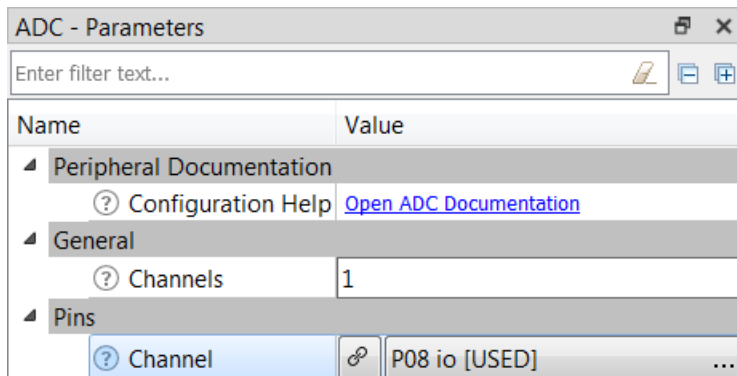 ADC - Parameters
Enter filter text...
Name Value
Peripheral Documentation
? Configuration Help Open ADC Documentation
General
? Channels 1
Pins
? Channel P08 io [USED] ...